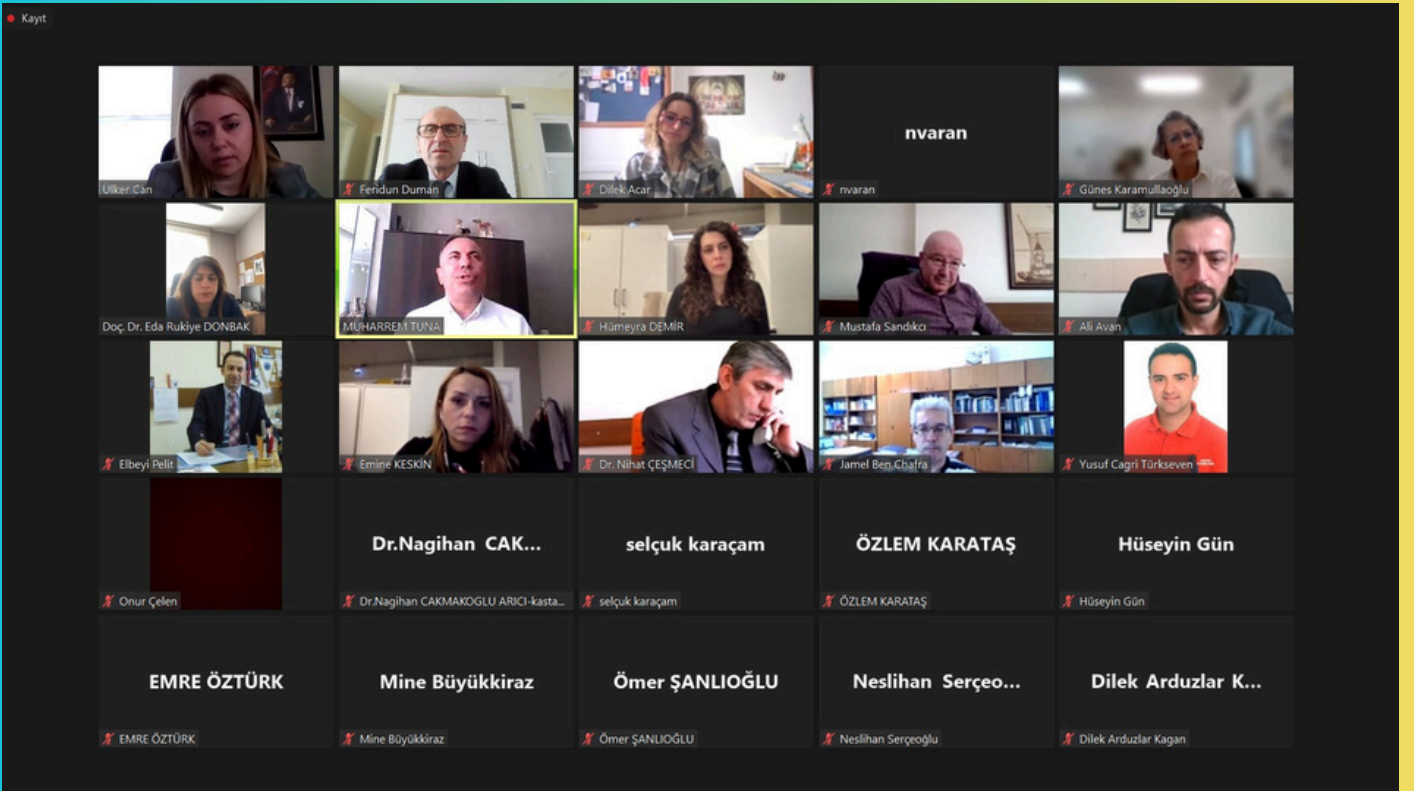 Kayıt
Ülker Can
Feridun Duman
Dilek Acar
nvaran
nvaran
Günes Karamullaoğlu
Doç. Dr. Eda Rukiye DONBAK
MUHARREM TUNA
Hümeyra DEMİR
Mustafa Sandıkcı
Ali Avan
Elbeyi Pelit
Emine KESKİN
Dr. Nihat ÇEŞMECİ
Jamel Ben Chafra
Yusuf Cagri Türkseven
Onur Çelen
Dr.Nagihan CAK...
Dr.Nagihan CAKMAKOGLU ARICI-kasta...
selçuk karaçam
selçuk karaçam
ÖZLEM KARATAŞ
ÖZLEM KARATAŞ
Hüseyin Gün
Hüseyin Gün
EMRE ÖZTÜRK
EMRE ÖZTÜRK
Mine Büyükkiraz
Mine Büyükkiraz
Ömer ŞANLIOĞLU
Ömer ŞANLIOĞLU
Neslihan Serçeo...
Neslihan Serçeoğlu
Dilek Arduzlar K...
Dilek Arduzlar Kagan